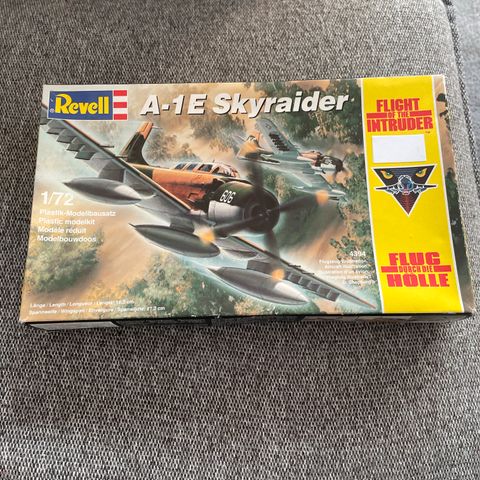 Revell
A-1E Skyraider
FLIGHT
OF THE
INTRUDER
1/72
Plastik-Modellbausatz
Plastic modelkit
Modèle réduit
Modelbouwdoos
606
4394
FLUG
DURCH DIE
HÖLLE